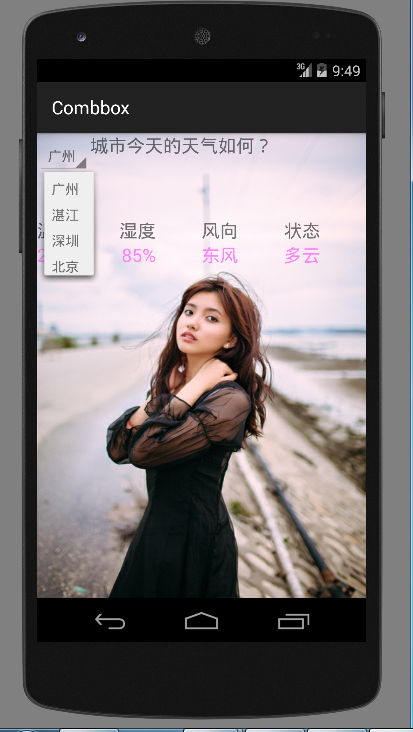 3G 9:49
Combbox
广州 城市今天的天气如何？
广州
湛江
深圳
北京
湿度 风向 状态
85% 东风 多云